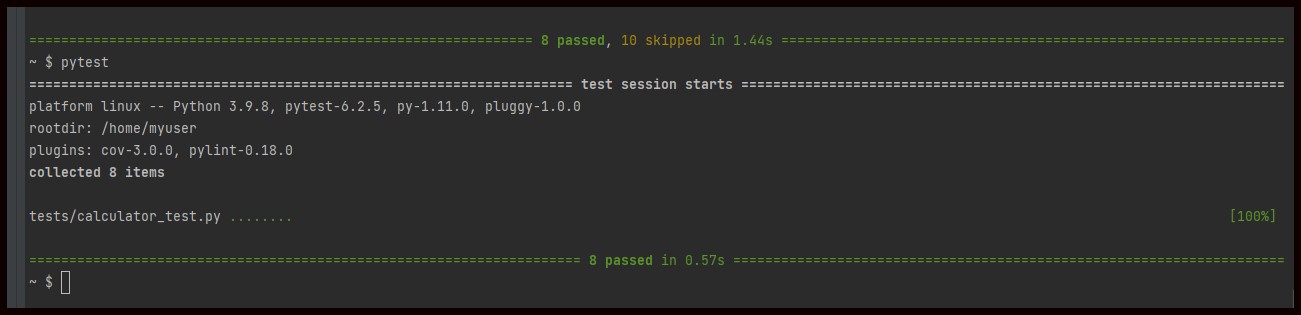 =============================================================== 8 passed, 10 skipped in 1.44s ===============================================================
~ $ pytest
==================================================================== test session starts ====================================================================
platform linux -- Python 3.9.8, pytest-6.2.5, py-1.11.0, pluggy-1.0.0
rootdir: /home/myuser
plugins: cov-3.0.0, pylint-0.18.0
collected 8 items
tests/calculator_test.py ........ [100%]
===================================================================== 8 passed in 0.57s =====================================================================
~ $